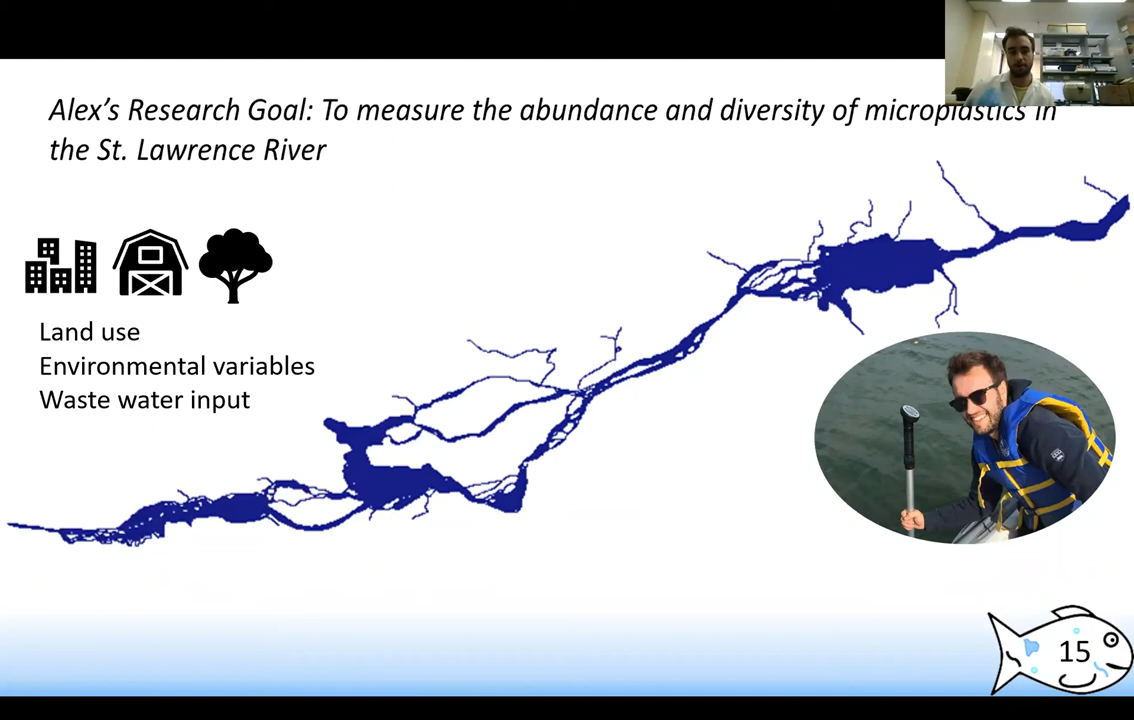 Alex's Research Goal: To measure the abundance and diversity of microplastics in
the St. Lawrence River
Land use
Environmental variables
Waste water input
15